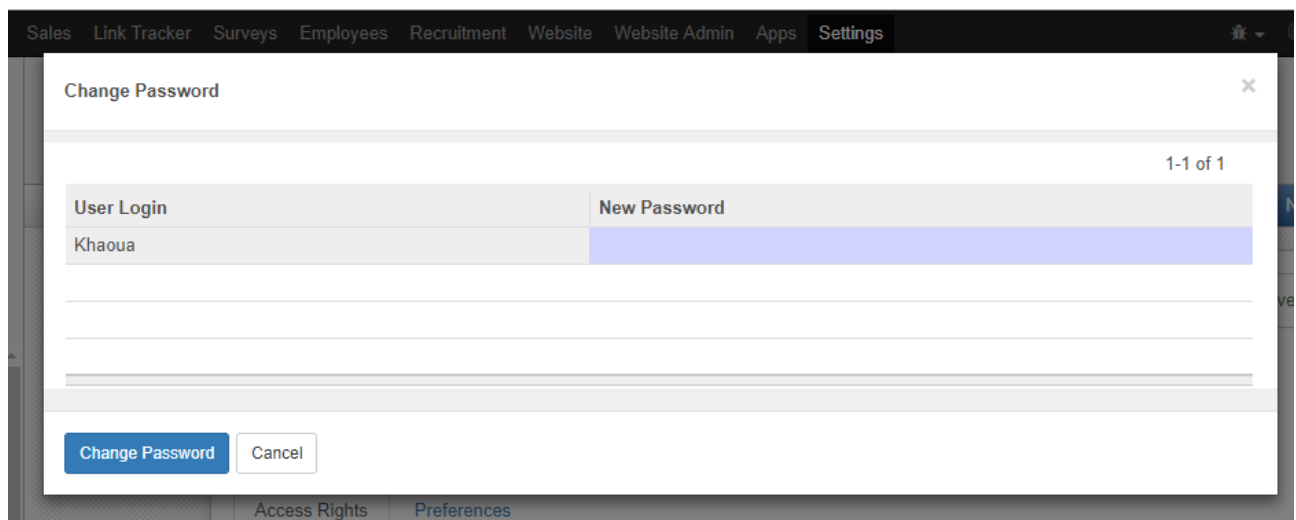 Sales Link Tracker Surveys Employees Recruitment Website Website Admin Apps Settings
Change Password ×
1-1 of 1
User Login New Password
Khaoua
Change Password Cancel
Access Rights Preferences